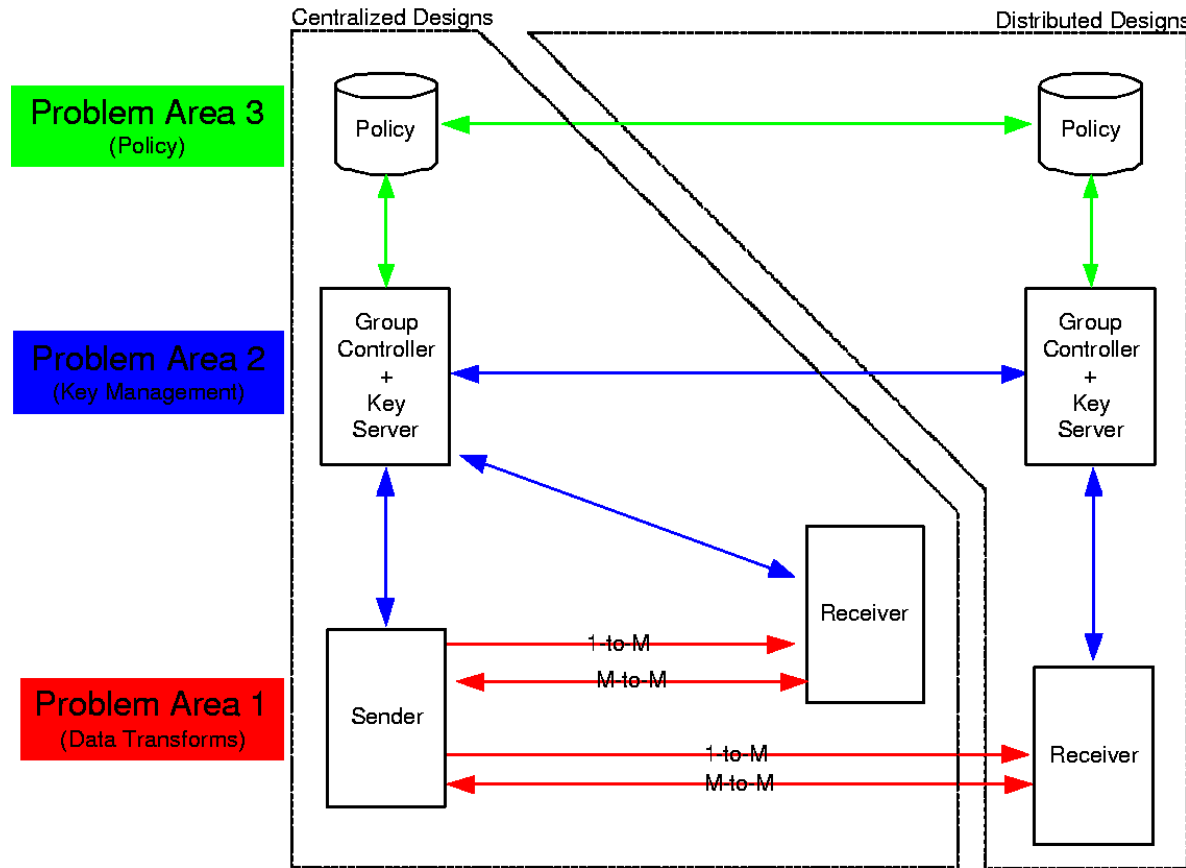 Centralized Designs
Distributed Designs
Problem Area 3
(Policy)
Policy
Policy
Problem Area 2
(Key Management)
Group
Controller
+
Key
Server
Group
Controller
+
Key
Server
Receiver
1-to-M
M-to-M
Problem Area 1
(Data Transforms)
Sender
1-to-M
M-to-M
Receiver